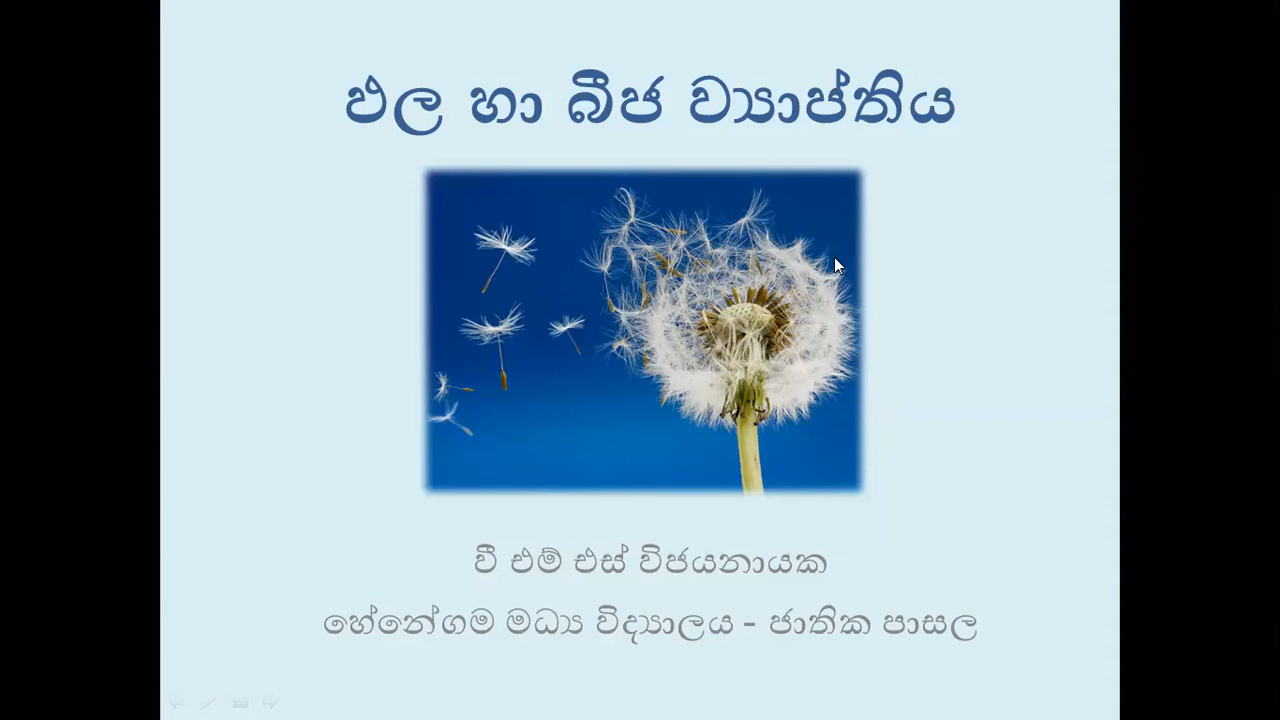 ඵල හා බීජ ව්‍යාප්තිය
වී එම් එස් විජයනායක
හේනේගම මධ්‍ය විද්‍යාලය - ජාතික පාසල